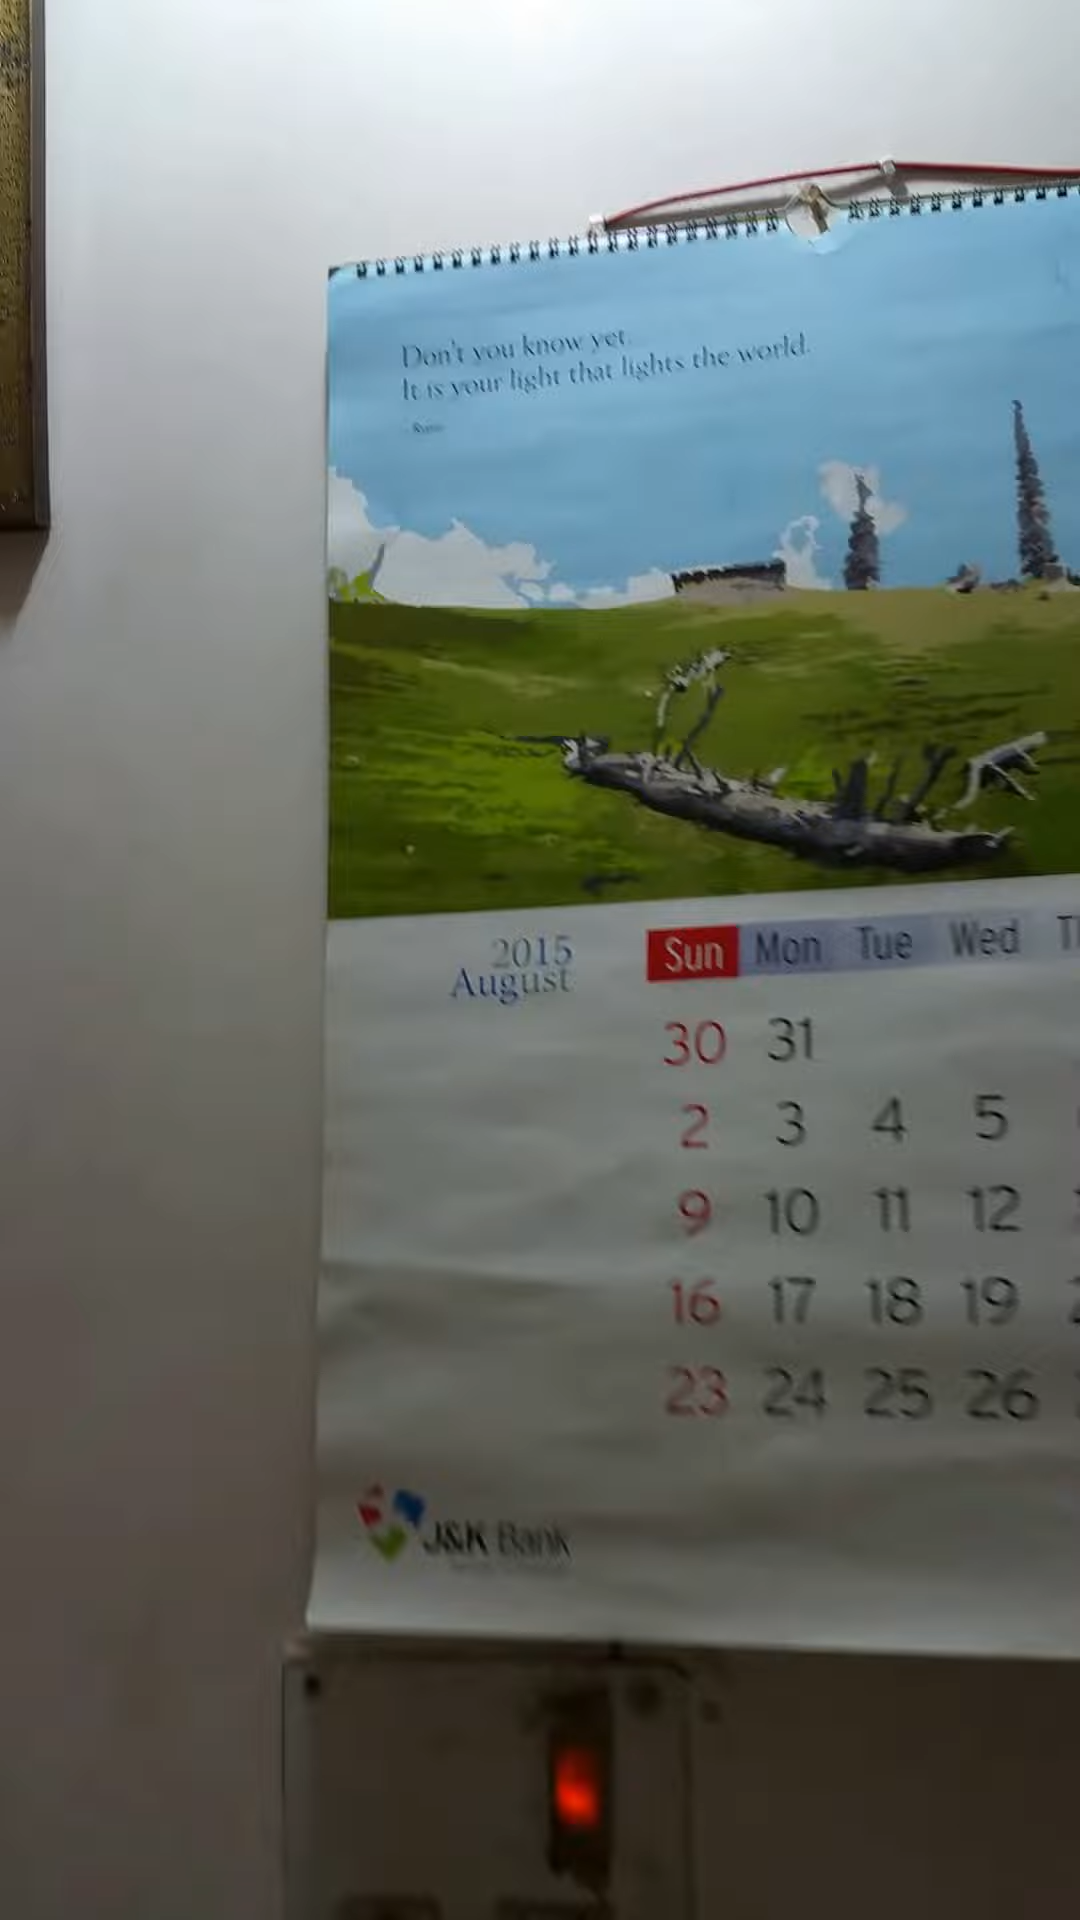 Don't you know yet.
It is your light that lights the world.
2015
August
Sun Mon Tue Wed
30 31
2 3 4 5
9 10 11 12
16 17 18 19
23 24 25 26
J&K Bank